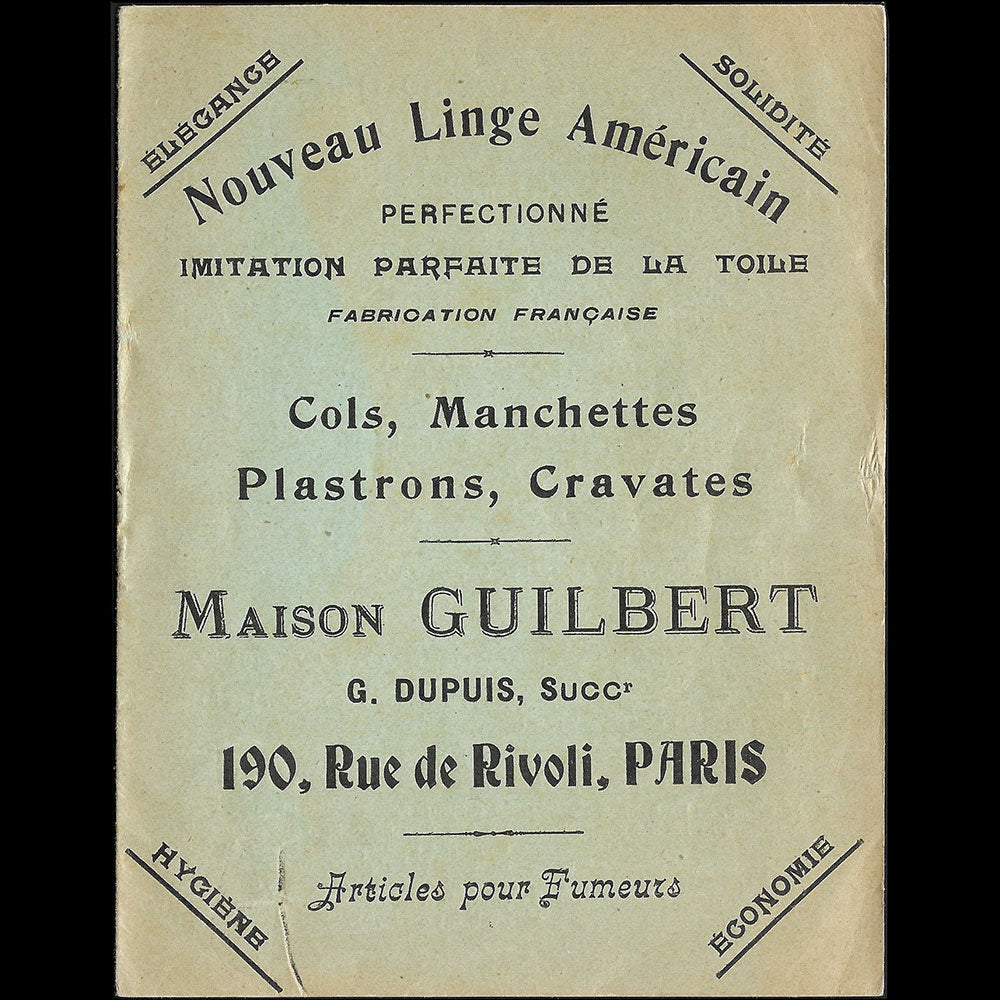 ÉLÉGANCE
SOLIDITÉ
Nouveau Linge Américain
PERFECTIONNÉ
IMITATION PARFAITE DE LA TOILE
FABRICATION FRANÇAISE
Cols, Manchettes
Plastrons, Cravates
MAISON GUILBERT
G. DUPUIS, Succr
190, Rue de Rivoli, PARIS
Articles pour Fumeurs
HYGIÈNE
ÉCONOMIE